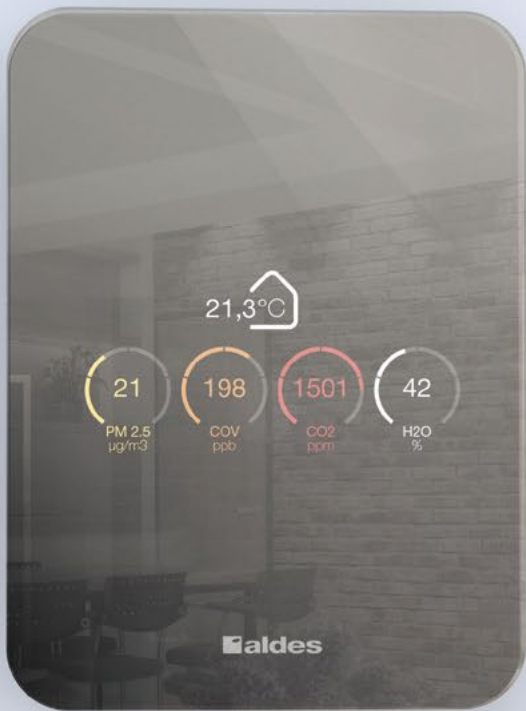 21,3°C
21 198 1501 42
PM 2.5 COV CO2 H2O
µg/m3 ppb ppm %
aldes